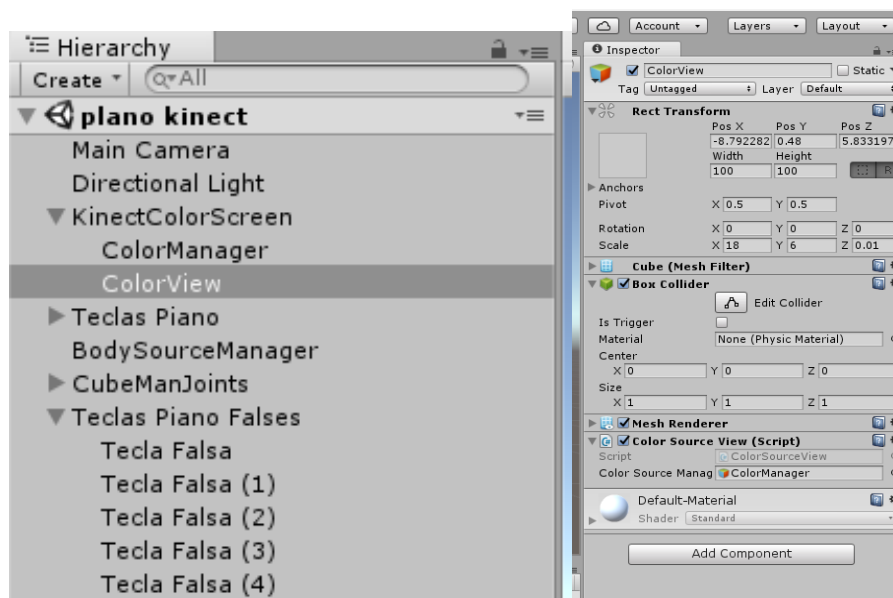 Hierarchy
Create All
plano kinect
Main Camera
Directional Light
KinectColorScreen
ColorManager
ColorView
Teclas Piano
BodySourceManager
CubeManJoints
Teclas Piano Falses
Tecla Falsa
Tecla Falsa (1)
Tecla Falsa (2)
Tecla Falsa (3)
Tecla Falsa (4)
Account Layers Layout
Inspector
ColorView Static
Tag Untagged Layer Default
Rect Transform
Pos X Pos Y Pos Z
-8.792282 0.48 5.833197
Width Height
100 100 R
Anchors
Pivot X 0.5 Y 0.5
Rotation X 0 Y 0 Z 0
Scale X 18 Y 6 Z 0.01
Cube (Mesh Filter)
Box Collider
Edit Collider
Is Trigger
Material None (Physic Material)
Center
X 0 Y 0 Z 0
Size
X 1 Y 1 Z 1
Mesh Renderer
Color Source View (Script)
Script ColorSourceView
Color Source Manag ColorManager
Default-Material
Shader Standard
Add Component